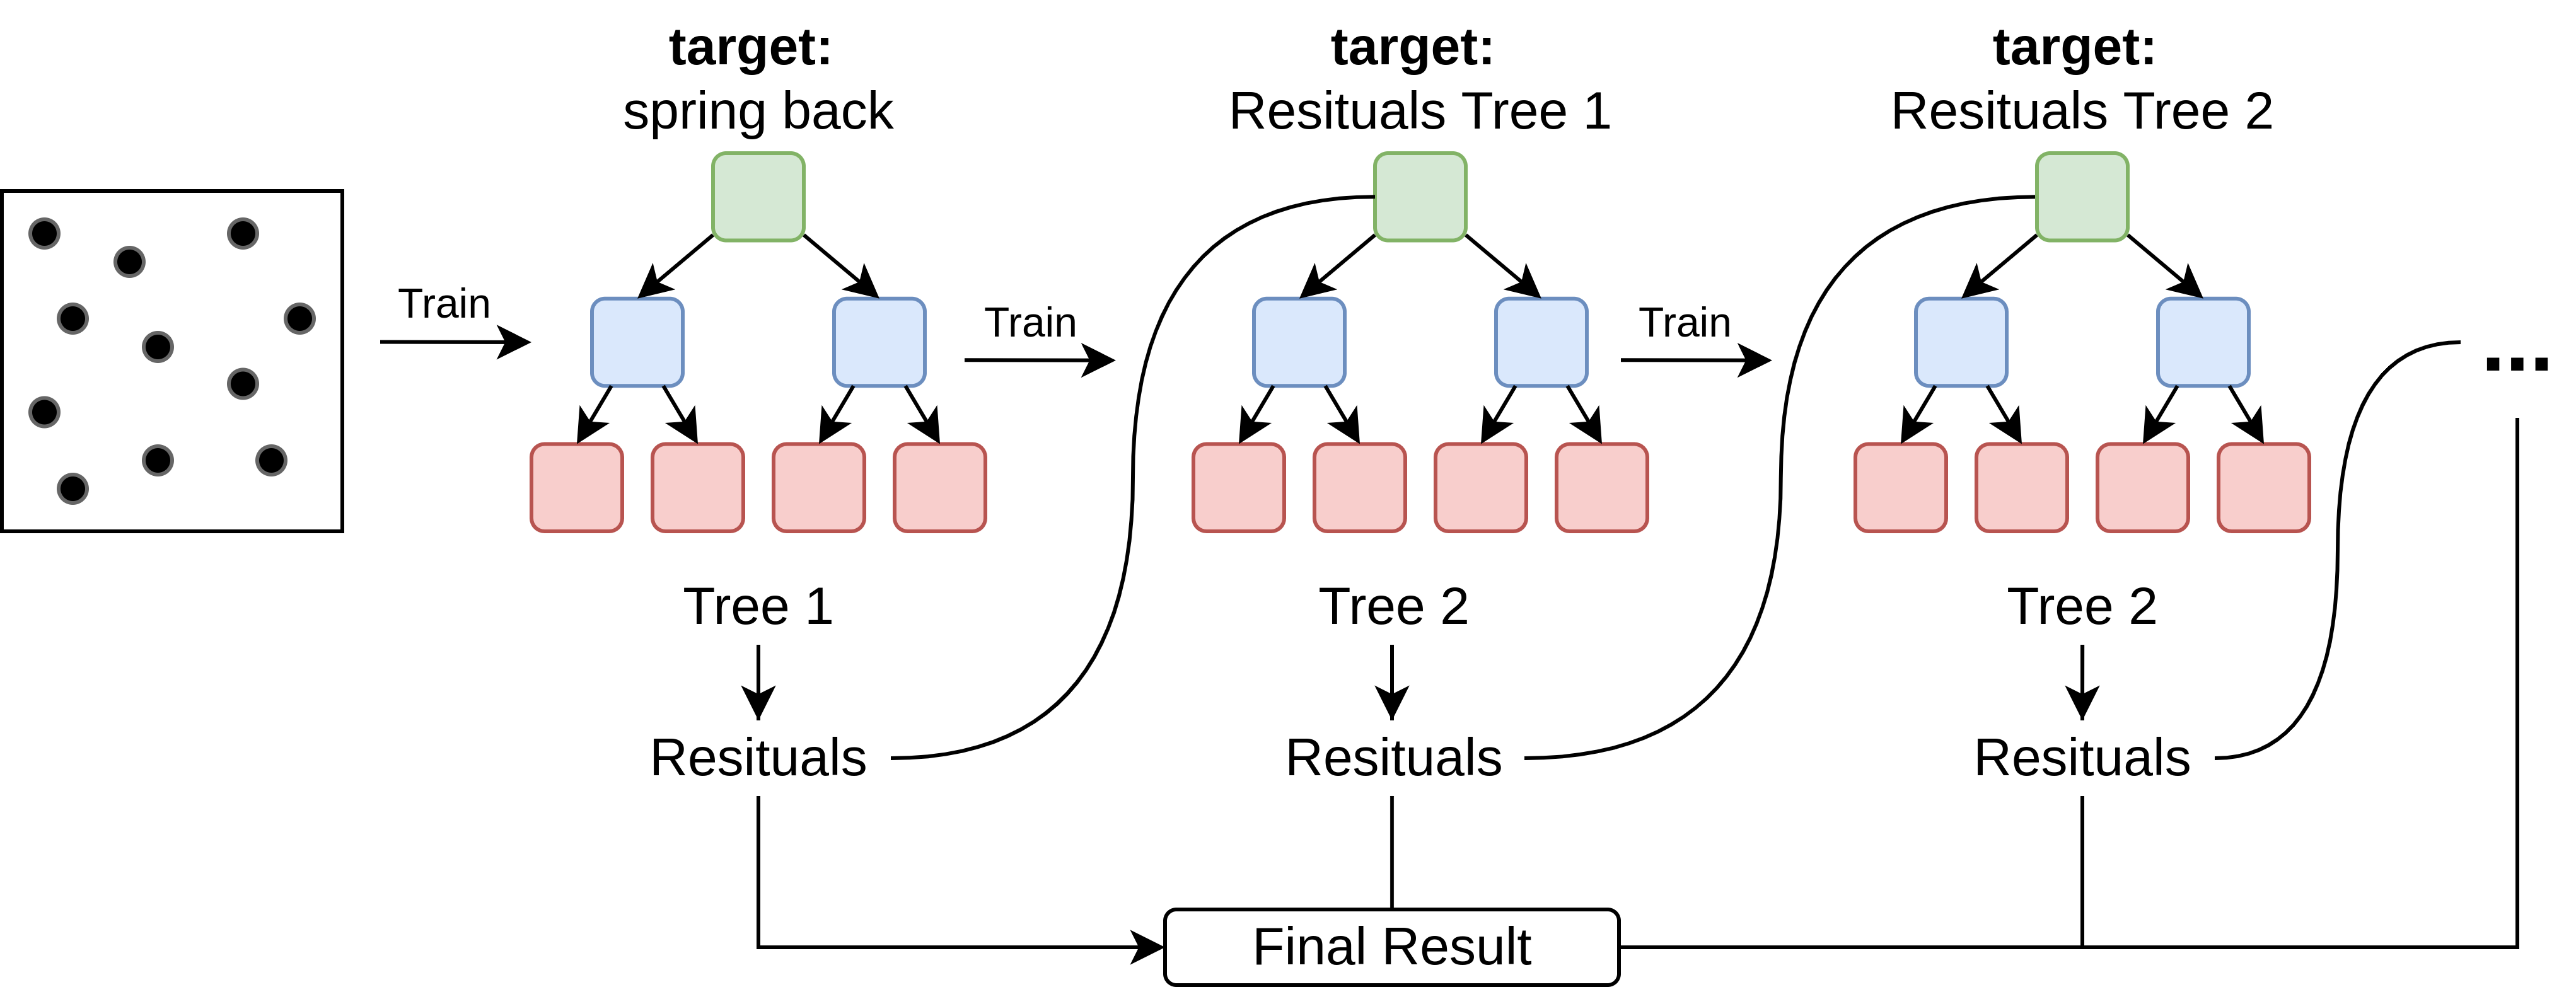 target:
spring back
target:
Resituals Tree 1
target:
Resituals Tree 2
Train
Train
Train
...
Tree 1
Tree 2
Tree 2
Resituals
Resituals
Resituals
Final Result